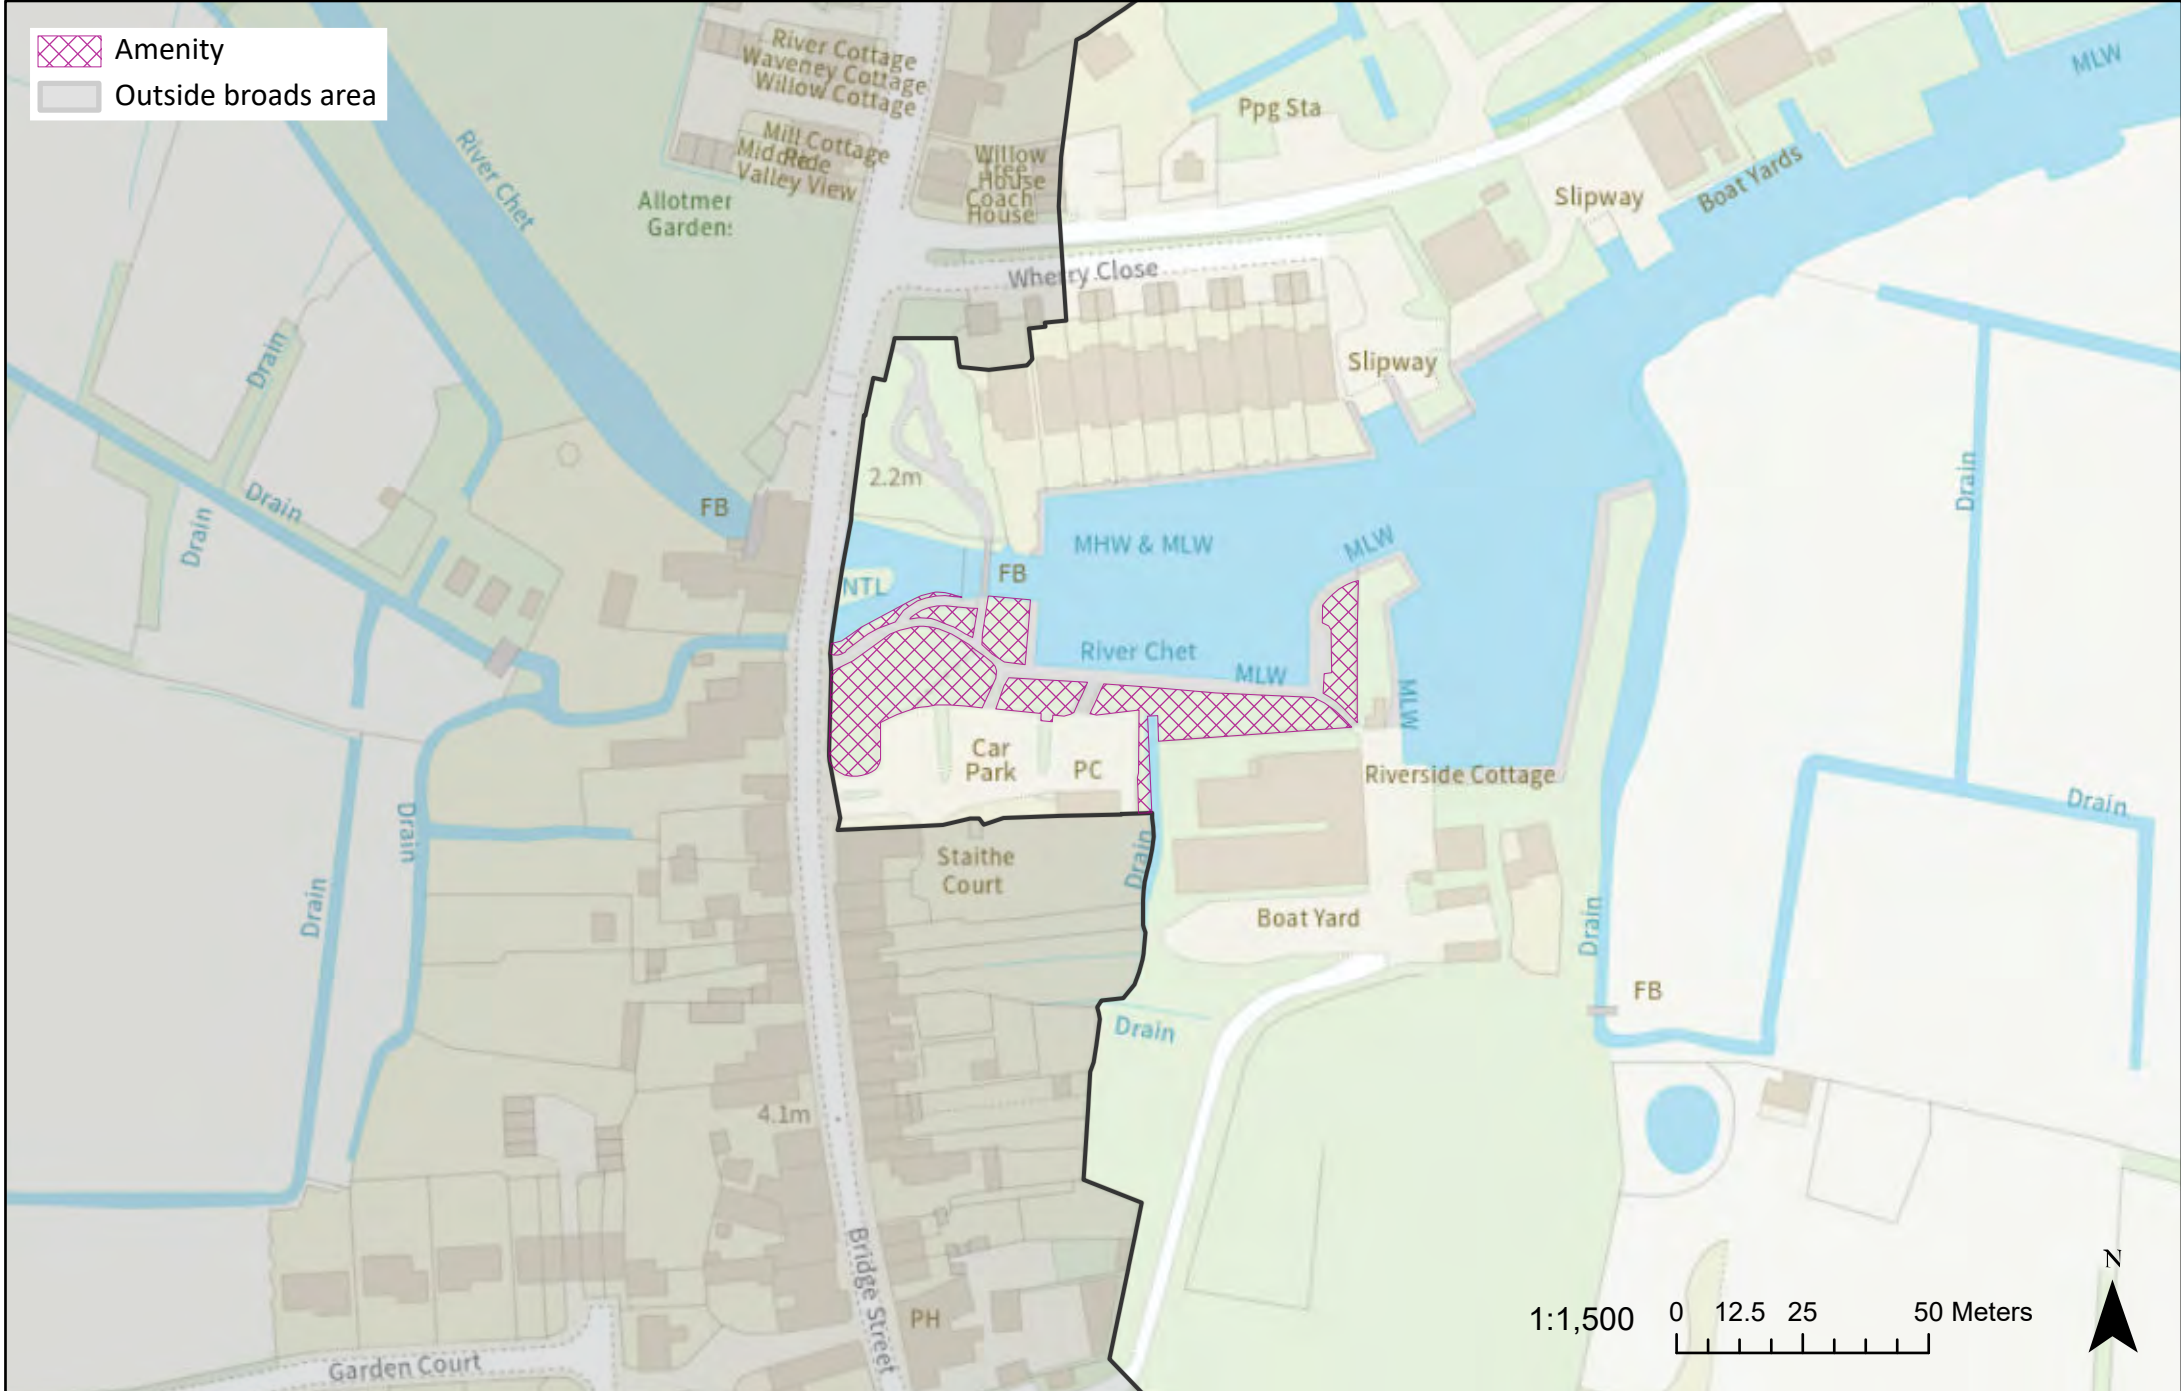 Amenity
Outside broads area
River Cottage
Waveney Cottage
Willow Cottage
Mill Cottage
Middle
Ride
Valley View
Willow
Tree
House
Coach
House
Allotmer
Gardens
River Chet
Ppg Sta
MLW
Slipway
Boat Yards
Wherry Close
Slipway
Drain
Drain
Drain
FB
2.2m
NTL
FB
MHW & MLW
MLW
River Chet
MLW
MLW
Drain
Car
Park
PC
Riverside Cottage
Drain
Drain
Drain
Staithe
Court
Drain
Boat Yard
Drain
FB
Drain
4.1m
Bridge Street
PH
Garden Court
1:1,500
0 12.5 25 50 Meters
N